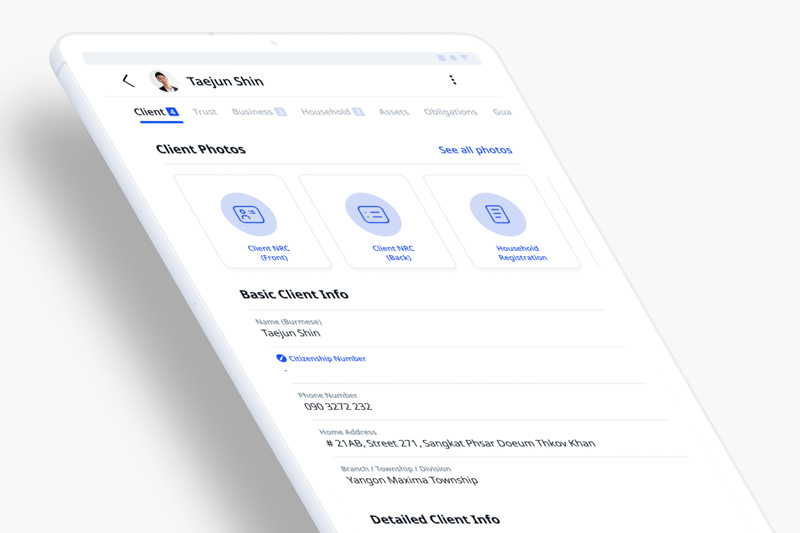 Taejun Shin
Client 4 Trust Business 3 Household 2 Assets Obligations Gua
Client Photos See all photos
Client NRC (Front)
Client NRC (Back)
Household Registration
Basic Client Info
Name (Burmese)
Taejun Shin
Citizenship Number
-
Phone Number
090 3272 232
Home Address
# 21AB, Street 271 , Sangkat Phsar Doeum Thkov Khan
Branch / Township / Division
Yangon Maxima Township
Detailed Client Info